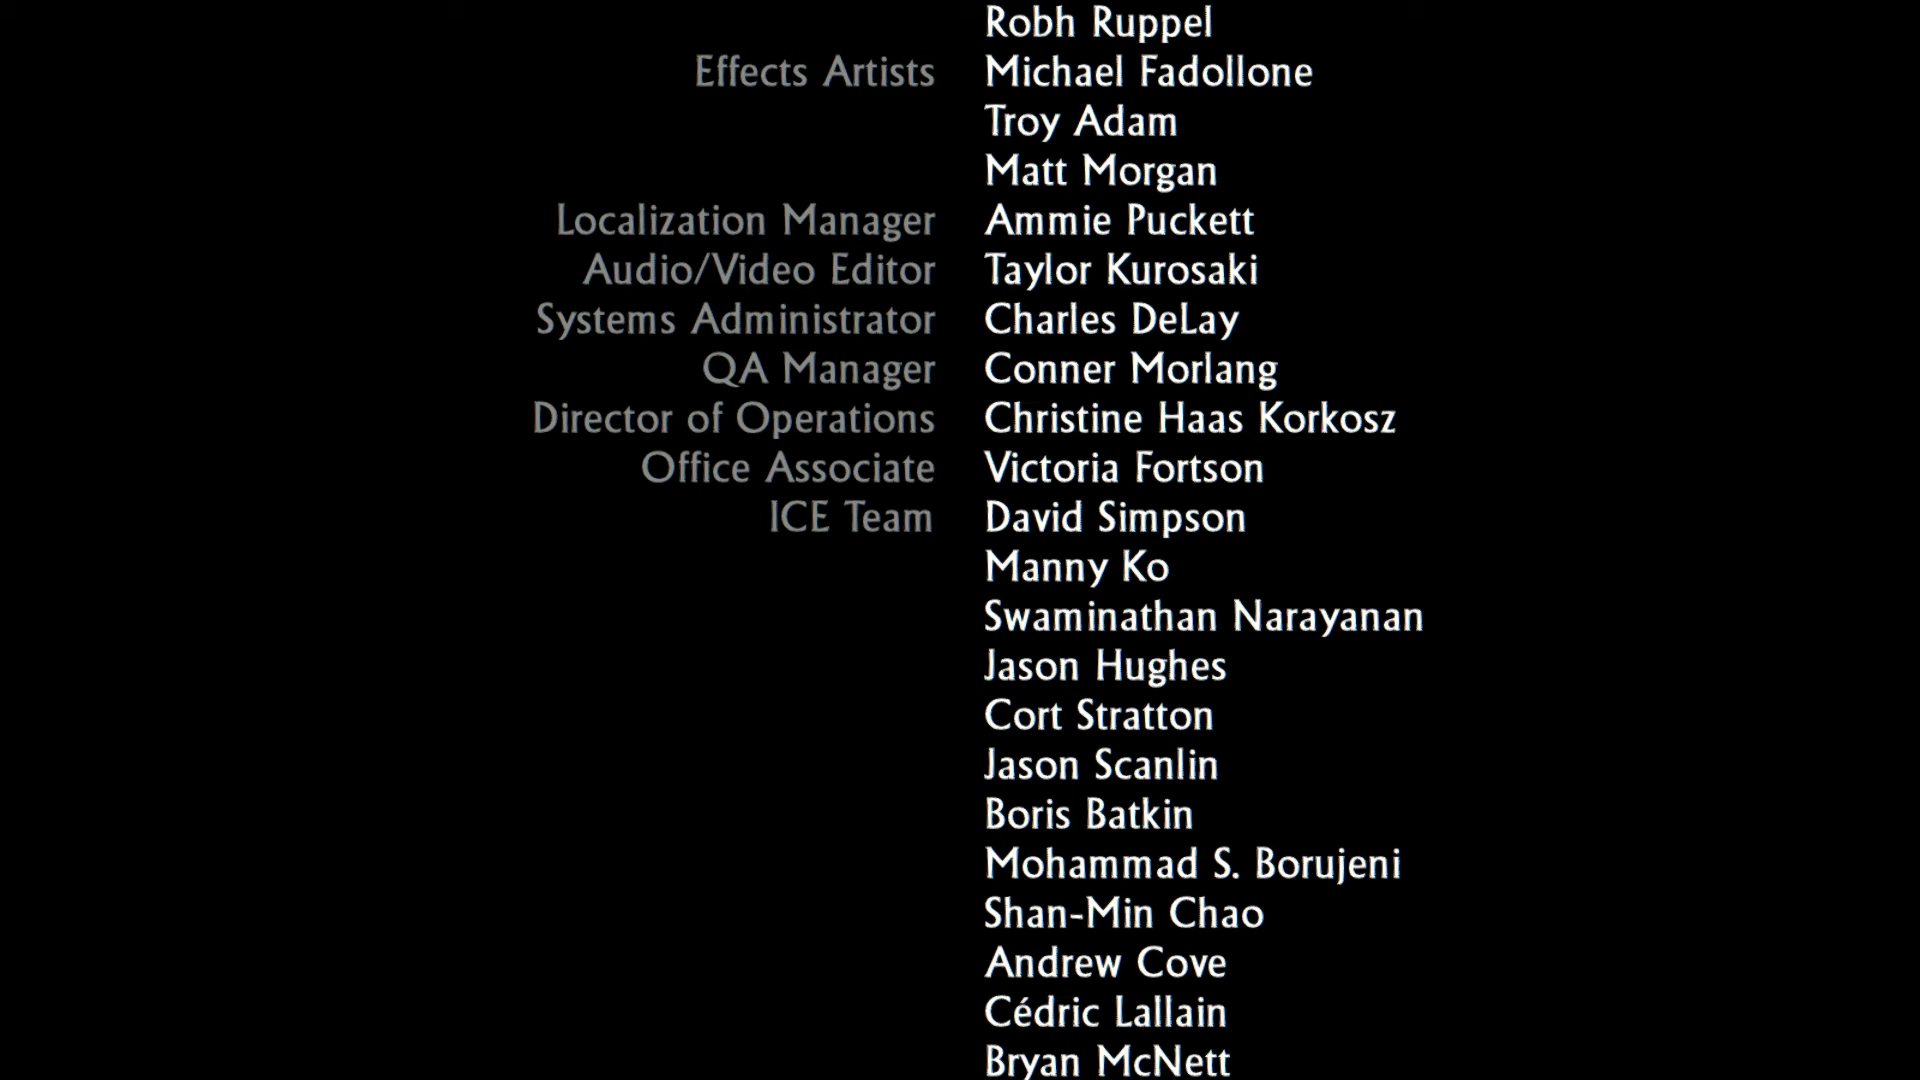 Robh Ruppel
Effects Artists Michael Fadollone
Troy Adam
Matt Morgan
Localization Manager Ammie Puckett
Audio/Video Editor Taylor Kurosaki
Systems Administrator Charles DeLay
QA Manager Conner Morlang
Director of Operations Christine Haas Korkosz
Office Associate Victoria Fortson
ICE Team David Simpson
Manny Ko
Swaminathan Narayanan
Jason Hughes
Cort Stratton
Jason Scanlin
Boris Batkin
Mohammad S. Borujeni
Shan-Min Chao
Andrew Cove
Cédric Lallain
Bryan McNett